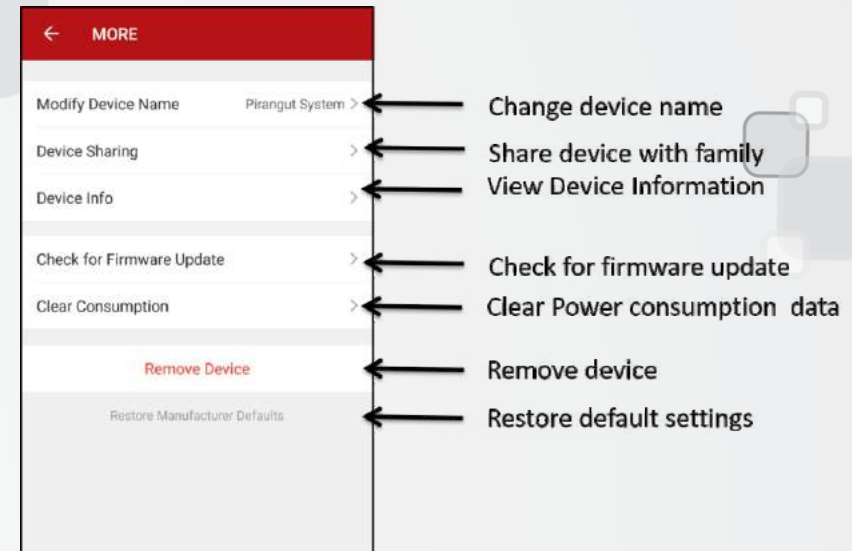 MORE
Modify Device Name Pirangut System > Change device name
Device Sharing > Share device with family
Device Info > View Device Information
Check for Firmware Update > Check for firmware update
Clear Consumption > Clear Power consumption data
Remove Device Remove device
Restore Manufacturer Defaults Restore default settings